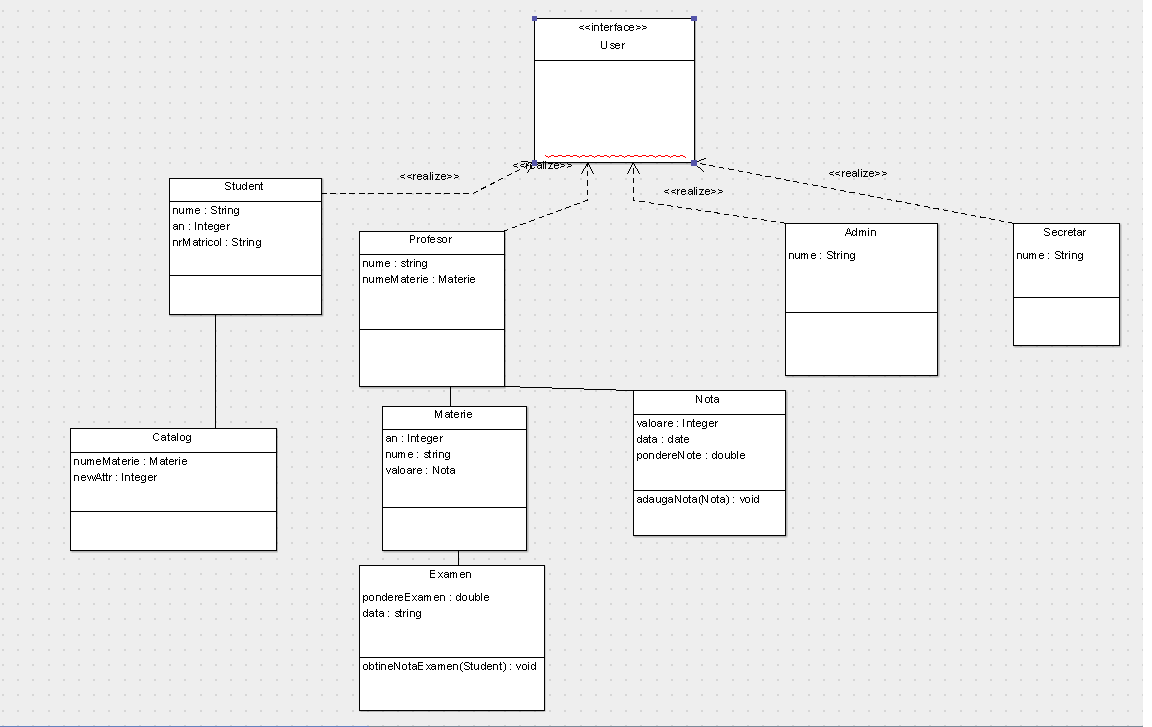 <<interface>>
User
<<realize>>
<<realize>>
<<realize>>
<<realize>>
Student
nume : String
an : Integer
nrMatricol : String
Profesor
nume : string
numeMaterie : Materie
Admin
nume : String
Secretar
nume : String
Catalog
numeMaterie : Materie
newAttr : Integer
Materie
an : Integer
nume : string
valoare : Nota
Nota
valoare : Integer
data : date
pondereNote : double
adaugaNota(Nota) : void
Examen
pondereExamen : double
data : string
obtineNotaExamen(Student) : void